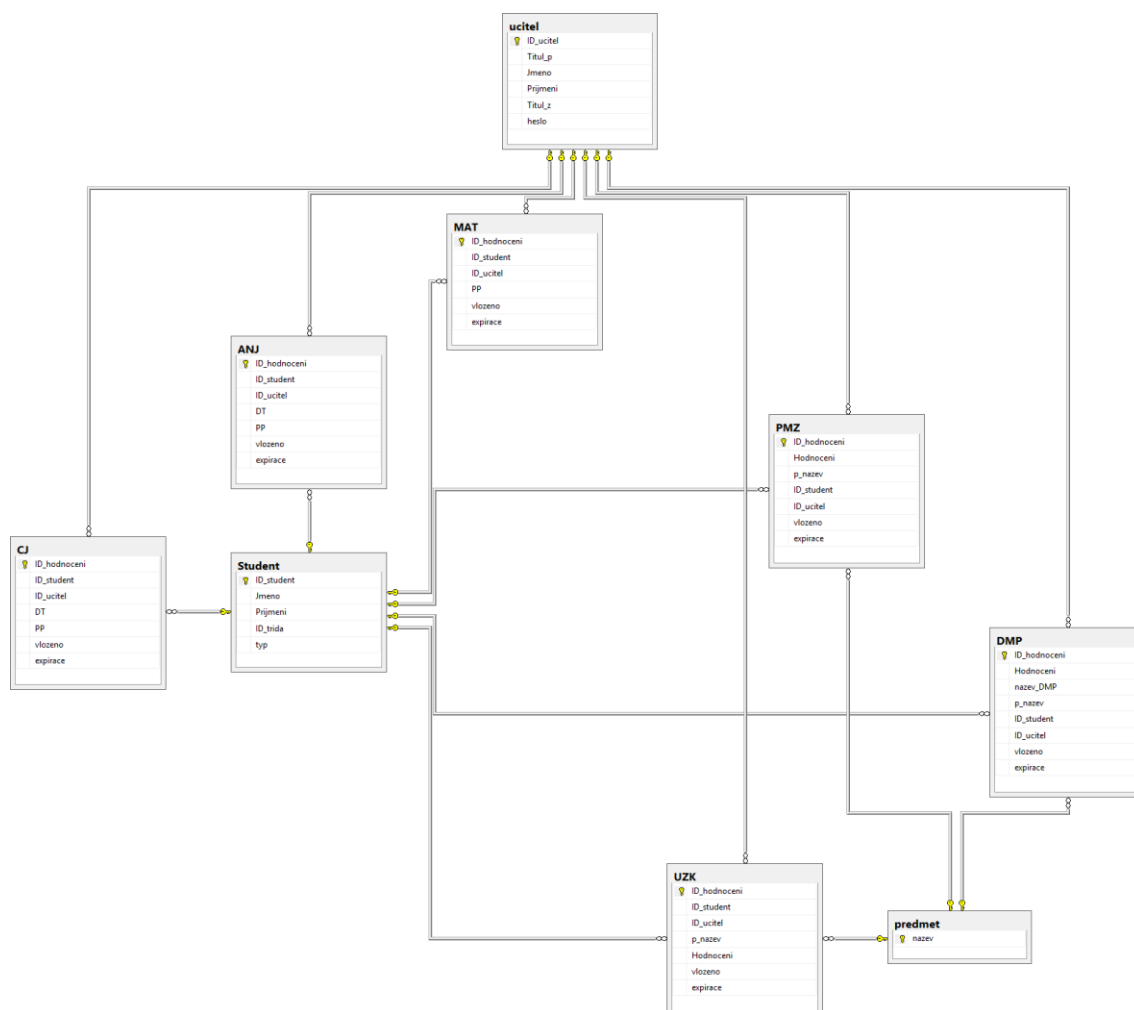 ucitel
ID_ucitel
Titul_p
Jmeno
Prijmeni
Titul_z
heslo
MAT
ID_hodnoceni
ID_student
ID_ucitel
PP
vlozeno
expirace
ANJ
ID_hodnoceni
ID_student
ID_ucitel
DT
PP
vlozeno
expirace
PMZ
ID_hodnoceni
Hodnoceni
p_nazev
ID_student
ID_ucitel
vlozeno
expirace
CJ
ID_hodnoceni
ID_student
ID_ucitel
DT
PP
vlozeno
expirace
Student
ID_student
Jmeno
Prijmeni
ID_trida
typ
DMP
ID_hodnoceni
Hodnoceni
nazev_DMP
p_nazev
ID_student
ID_ucitel
vlozeno
expirace
UZK
ID_hodnoceni
ID_student
ID_ucitel
p_nazev
Hodnoceni
vlozeno
expirace
predmet
nazev